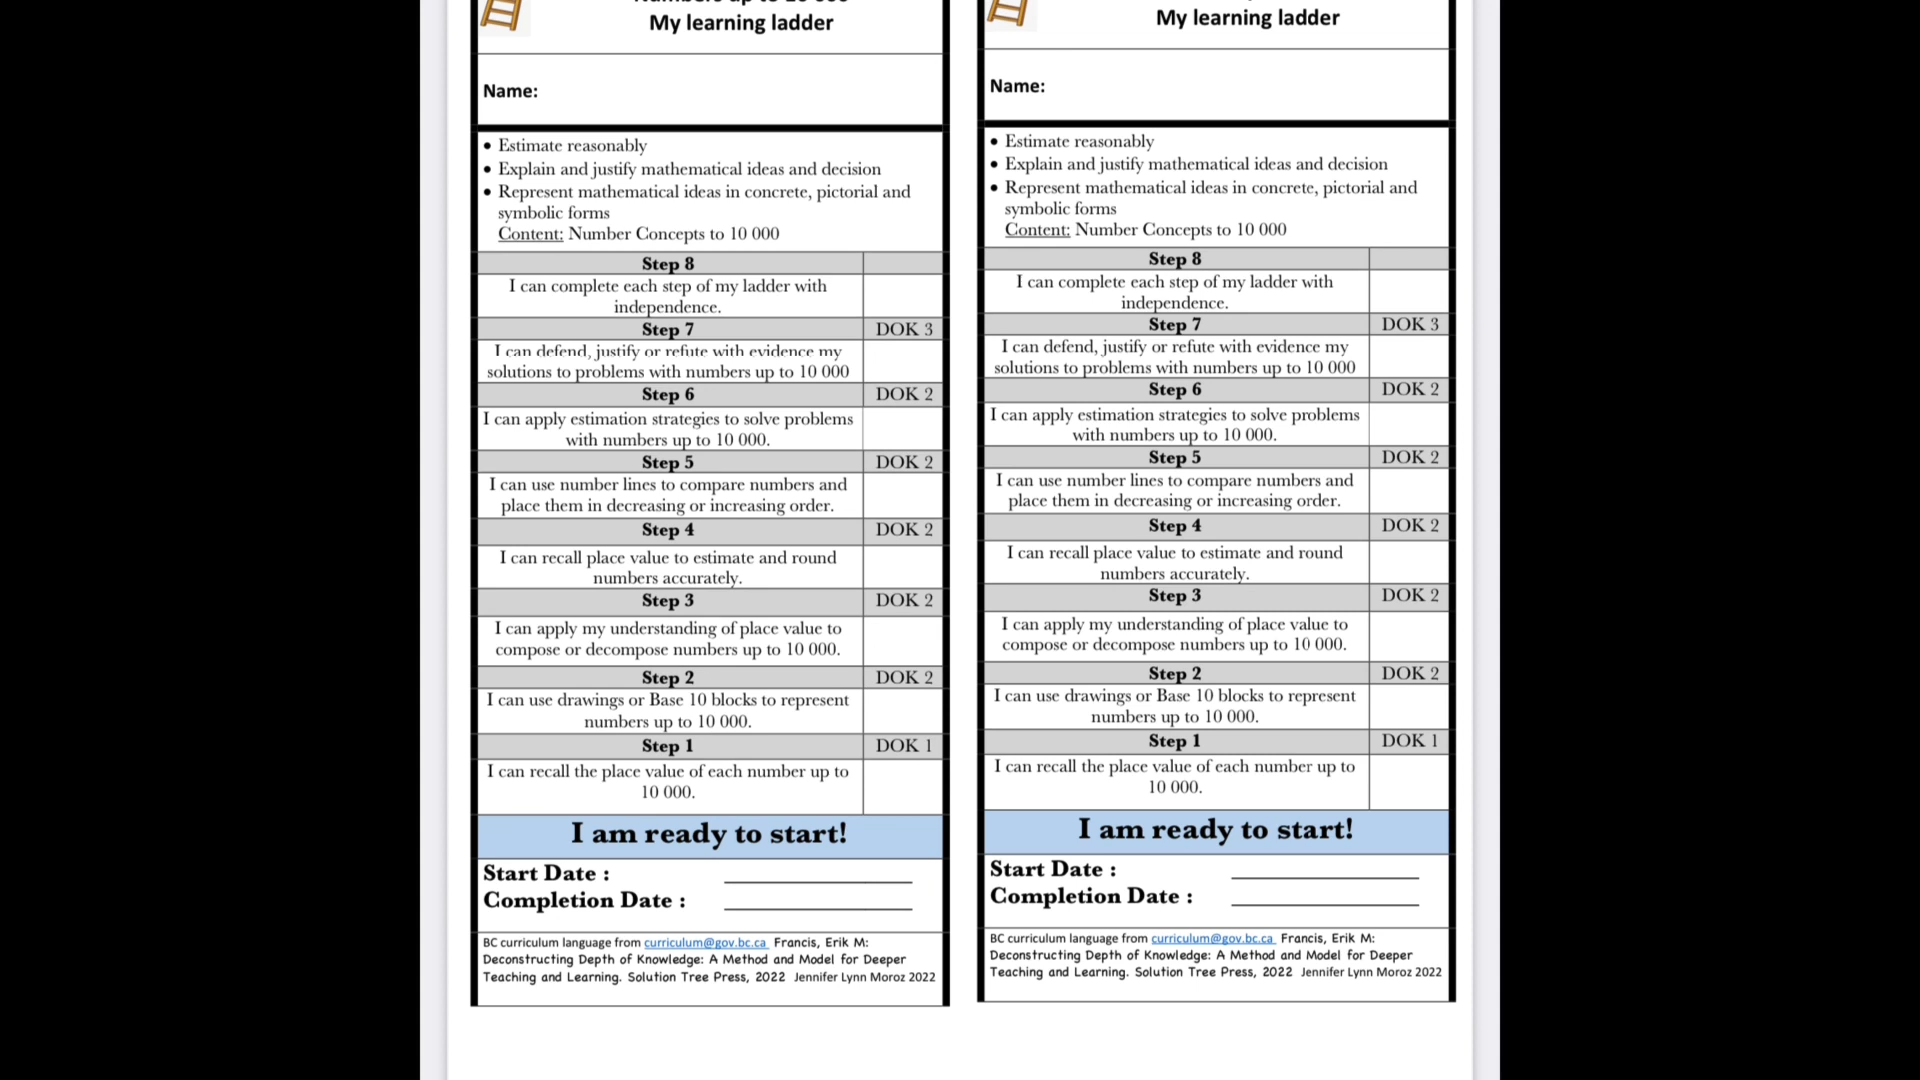 My learning ladder
Name:
• Estimate reasonably
• Explain and justify mathematical ideas and decision
• Represent mathematical ideas in concrete, pictorial and
symbolic forms
Content: Number Concepts to 10 000
Step 8
I can complete each step of my ladder with
independence.
Step 7 DOK 3
I can defend, justify or refute with evidence my
solutions to problems with numbers up to 10 000
Step 6 DOK 2
I can apply estimation strategies to solve problems
with numbers up to 10 000.
Step 5 DOK 2
I can use number lines to compare numbers and
place them in decreasing or increasing order.
Step 4 DOK 2
I can recall place value to estimate and round
numbers accurately.
Step 3 DOK 2
I can apply my understanding of place value to
compose or decompose numbers up to 10 000.
Step 2 DOK 2
I can use drawings or Base 10 blocks to represent
numbers up to 10 000.
Step 1 DOK 1
I can recall the place value of each number up to
10 000.
I am ready to start!
Start Date :
Completion Date :
BC curriculum language from curriculum@gov.bc.ca Francis, Erik M:
Deconstructing Depth of Knowledge: A Method and Model for Deeper
Teaching and Learning. Solution Tree Press, 2022 Jennifer Lynn Moroz 2022
My learning ladder
Name:
• Estimate reasonably
• Explain and justify mathematical ideas and decision
• Represent mathematical ideas in concrete, pictorial and
symbolic forms
Content: Number Concepts to 10 000
Step 8
I can complete each step of my ladder with
independence.
Step 7 DOK 3
I can defend, justify or refute with evidence my
solutions to problems with numbers up to 10 000
Step 6 DOK 2
I can apply estimation strategies to solve problems
with numbers up to 10 000.
Step 5 DOK 2
I can use number lines to compare numbers and
place them in decreasing or increasing order.
Step 4 DOK 2
I can recall place value to estimate and round
numbers accurately.
Step 3 DOK 2
I can apply my understanding of place value to
compose or decompose numbers up to 10 000.
Step 2 DOK 2
I can use drawings or Base 10 blocks to represent
numbers up to 10 000.
Step 1 DOK 1
I can recall the place value of each number up to
10 000.
I am ready to start!
Start Date :
Completion Date :
BC curriculum language from curriculum@gov.bc.ca Francis, Erik M:
Deconstructing Depth of Knowledge: A Method and Model for Deeper
Teaching and Learning. Solution Tree Press, 2022 Jennifer Lynn Moroz 2022